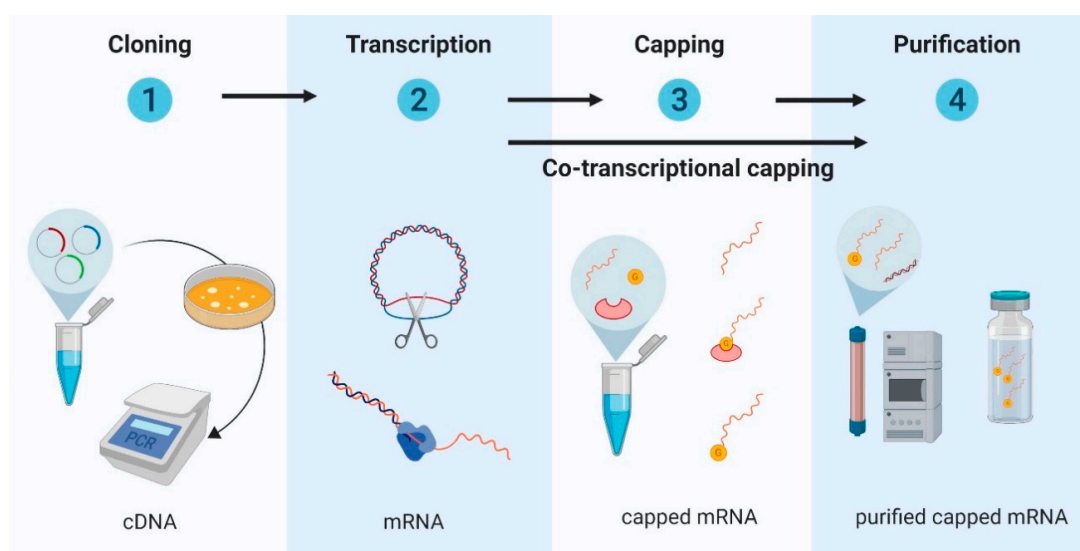 Cloning
Transcription
Capping
Purification
1
2
3
4
Co-transcriptional capping
PCR
G
G
G
G
cDNA
mRNA
capped mRNA
purified capped mRNA